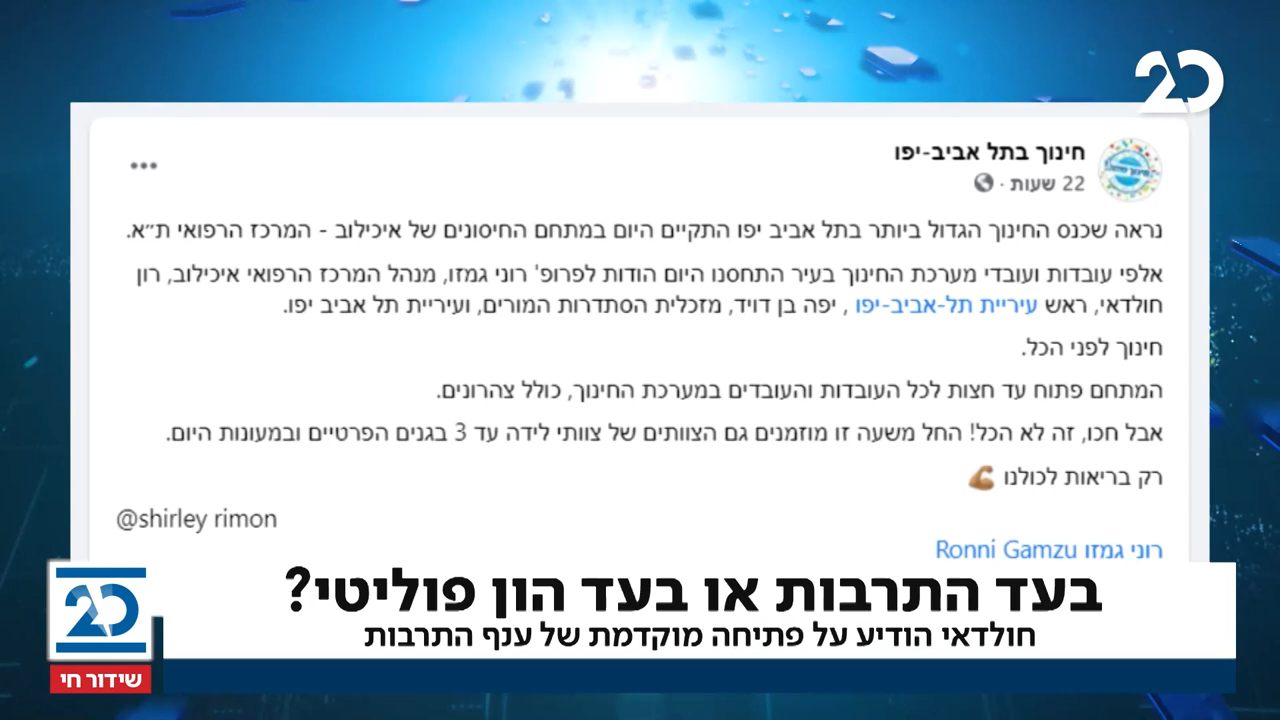 20
חינוך בתל אביב-יפו
22 שעות ·
נראה שכנס החינוך הגדול ביותר בתל אביב יפו התקיים היום במתחם החיסונים של איכילוב - המרכז הרפואי ת״א.
אלפי עובדות ועובדי מערכת החינוך בעיר התחסנו היום הודות לפרופ' רוני גמזו, מנהל המרכז הרפואי איכילוב, רון
חולדאי, ראש עיריית תל-אביב-יפו , יפה בן דויד, מזכלית הסתדרות המורים, ועיריית תל אביב יפו.
חינוך לפני הכל.
המתחם פתוח עד חצות לכל העובדות והעובדים במערכת החינוך, כולל צהרונים.
אבל חכו, זה לא הכל! החל משעה זו מוזמנים גם הצוותים של צוותי לידה עד 3 בגנים הפרטיים ובמעונות היום.
רק בריאות לכולנו 💪🏽
@shirley rimon
רוני גמזו Ronni Gamzu
בעד התרבות או בעד הון פוליטי?
חולדאי הודיע על פתיחה מוקדמת של ענף התרבות
20
שידור חי